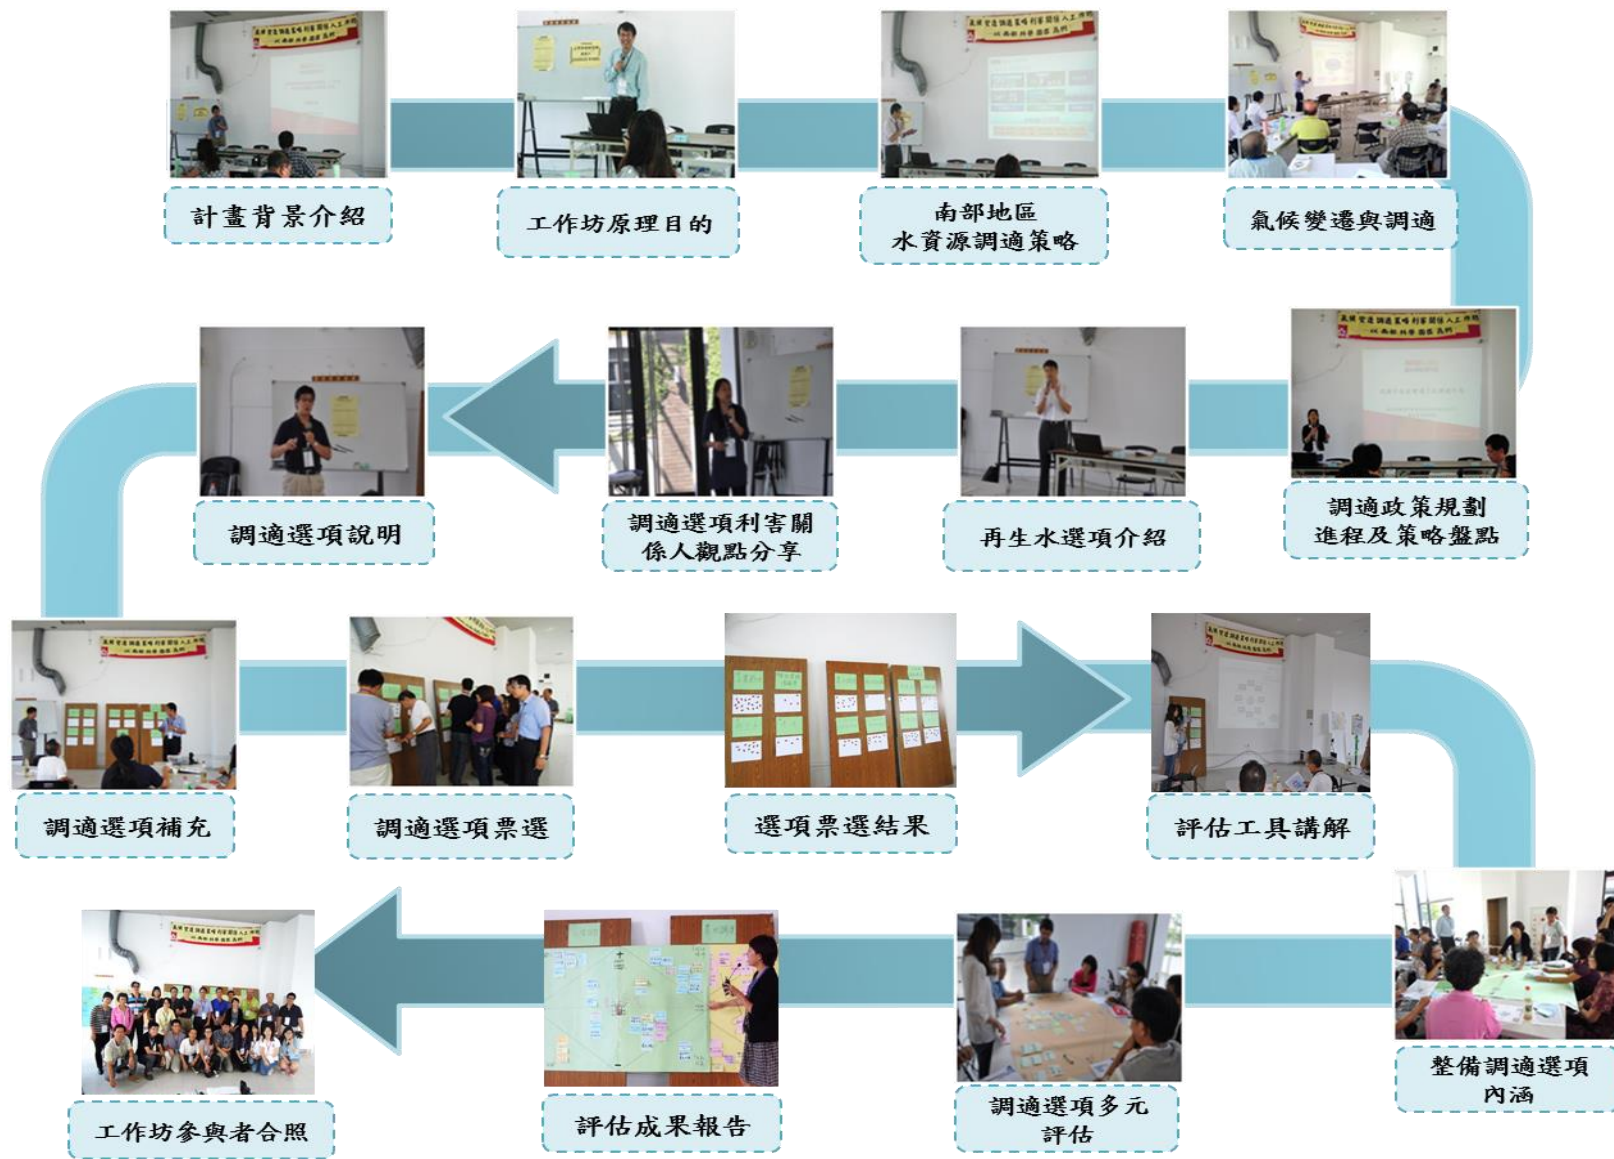 計畫背景介紹
工作坊原理目的
南部地區
水資源調適策略
氣候變遷與調適
調適政策規劃
進程及策略盤點
再生水選項介紹
調適選項利害關
係人觀點分享
調適選項說明
調適選項補充
調適選項票選
選項票選結果
評估工具講解
整備調適選項
內涵
調適選項多元
評估
評估成果報告
工作坊參與者合照